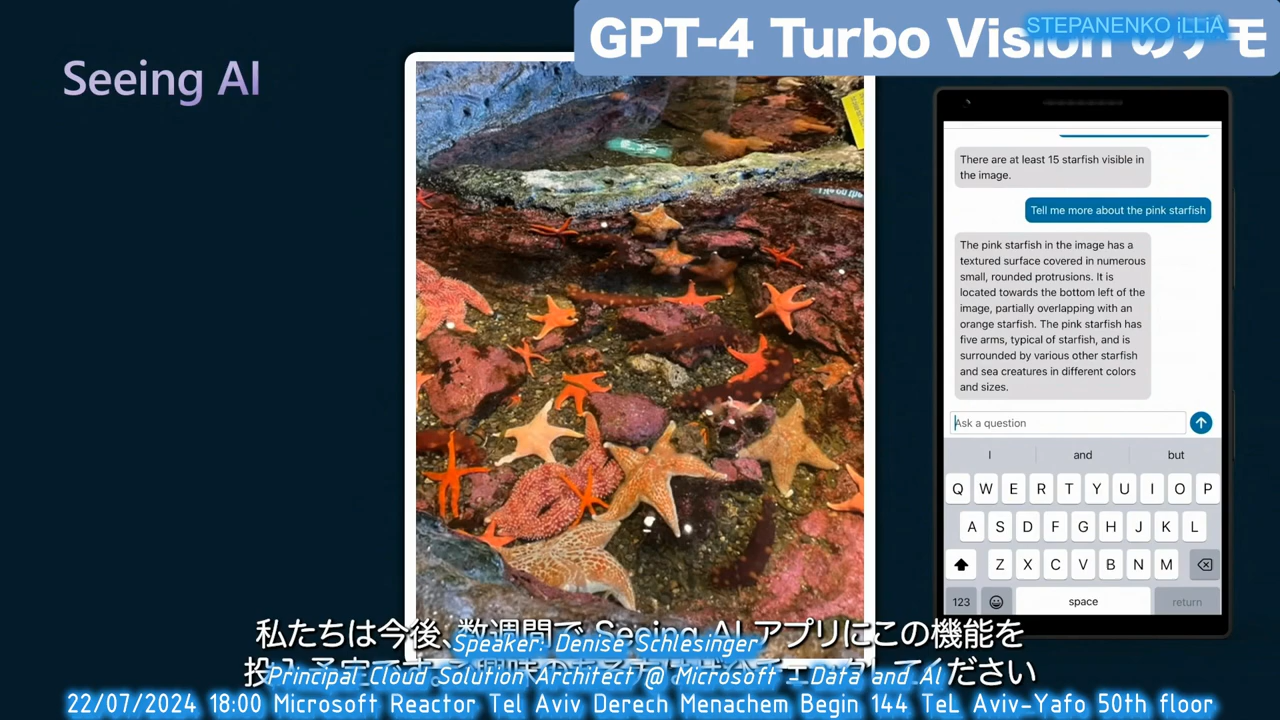 GPT-4 Turbo Vision のデモ
STEPANENKO iLLiA
Seeing AI
There are at least 15 starfish visible in
the image.
Tell me more about the pink starfish
The pink starfish in the image has a
textured surface covered in numerous
small, rounded protrusions. It is
located towards the bottom left of the
image, partially overlapping with an
orange starfish. The pink starfish has
five arms, typical of starfish, and is
surrounded by various other starfish
and sea creatures in different colors
and sizes.
Ask a question
I and but
Q W E R T Y U I O P
A S D F G H J K L
Z X C V B N M
123 space return
私たちは今後、数週間で Seeing AI アプリにこの機能を
Speaker: Denise Schlesinger
ください
Principal Cloud Solution Architect @ Microsoft - Data and AI
22/07/2024 18:00 Microsoft Reactor Tel Aviv Derech Menachem Begin 144 TeL Aviv-Yafo 50th floor